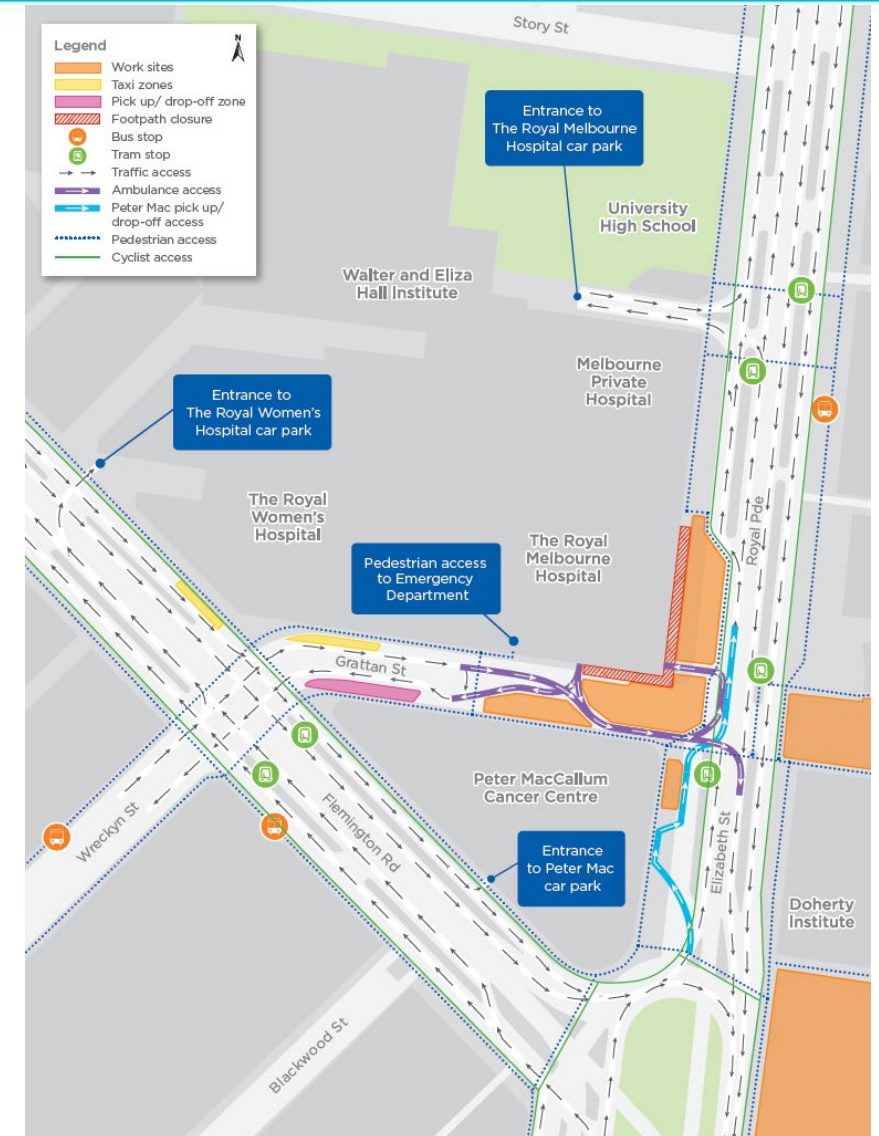 Legend
N
Work sites
Taxi zones
Pick up/ drop-off zone
Footpath closure
Bus stop
Tram stop
Traffic access
Ambulance access
Peter Mac pick up/
drop-off access
Pedestrian access
Cyclist access
Story St
Entrance to
The Royal Melbourne
Hospital car park
University
High School
Walter and Eliza
Hall Institute
Melbourne
Private
Hospital
Entrance to
The Royal Women's
Hospital car park
The Royal
Women's
Hospital
Royal Pde
The Royal
Melbourne
Hospital
Pedestrian access
to Emergency
Department
Grattan St
Peter MacCallum
Cancer Centre
Wreckyn St
Flemington Rd
Elizabeth St
Entrance
to Peter Mac
car park
Doherty
Institute
Blackwood St